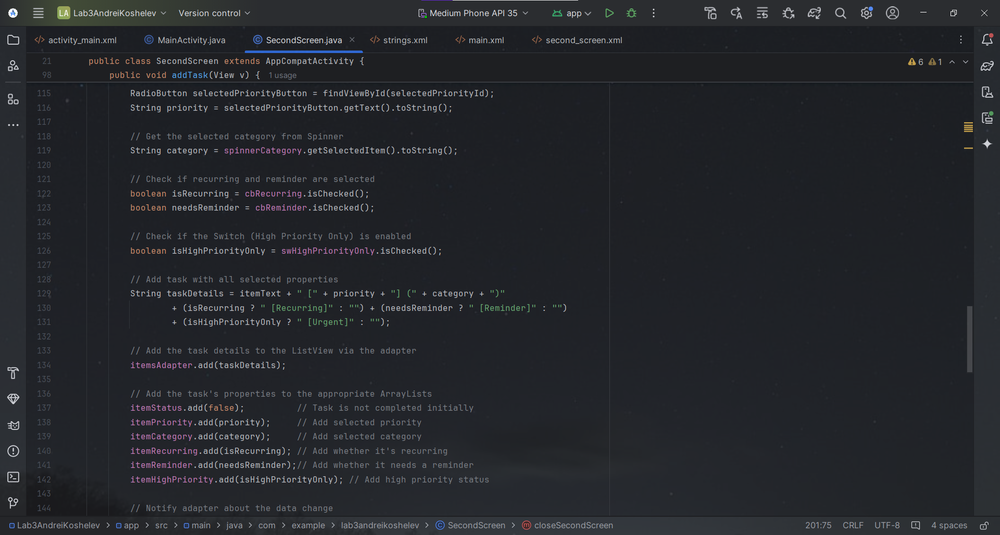 LA Lab3AndreiKoshelev Version control Medium Phone API 35 app
activity_main.xml MainActivity.java SecondScreen.java strings.xml main.xml second_screen.xml
21 public class SecondScreen extends AppCompatActivity { 6 1
98 public void addTask(View v) { 1 usage
115 RadioButton selectedPriorityButton = findViewById(selectedPriorityId);
116 String priority = selectedPriorityButton.getText().toString();
117
118 // Get the selected category from Spinner
119 String category = spinnerCategory.getSelectedItem().toString();
120
121 // Check if recurring and reminder are selected
122 boolean isRecurring = cbRecurring.isChecked();
123 boolean needsReminder = cbReminder.isChecked();
124
125 // Check if the Switch (High Priority Only) is enabled
126 boolean isHighPriorityOnly = swHighPriorityOnly.isChecked();
127
128 // Add task with all selected properties
129 String taskDetails = itemText + " [" + priority + "] (" + category + ")"
130 + (isRecurring ? " [Recurring]" : "") + (needsReminder ? " [Reminder]" : "")
131 + (isHighPriorityOnly ? " [Urgent]" : "");
132
133 // Add the task details to the ListView via the adapter
134 itemsAdapter.add(taskDetails);
135
136 // Add the task's properties to the appropriate ArrayLists
137 itemStatus.add(false); // Task is not completed initially
138 itemPriority.add(priority); // Add selected priority
139 itemCategory.add(category); // Add selected category
140 itemRecurring.add(isRecurring); // Add whether it's recurring
141 itemReminder.add(needsReminder);// Add whether it needs a reminder
142 itemHighPriority.add(isHighPriorityOnly); // Add high priority status
143
144 // Notify adapter about the data change
Lab3AndreiKoshelev > app > src > main > java > com > example > lab3andreikoshelev > SecondScreen > closeSecondScreen 201:75 CRLF UTF-8 4 spaces